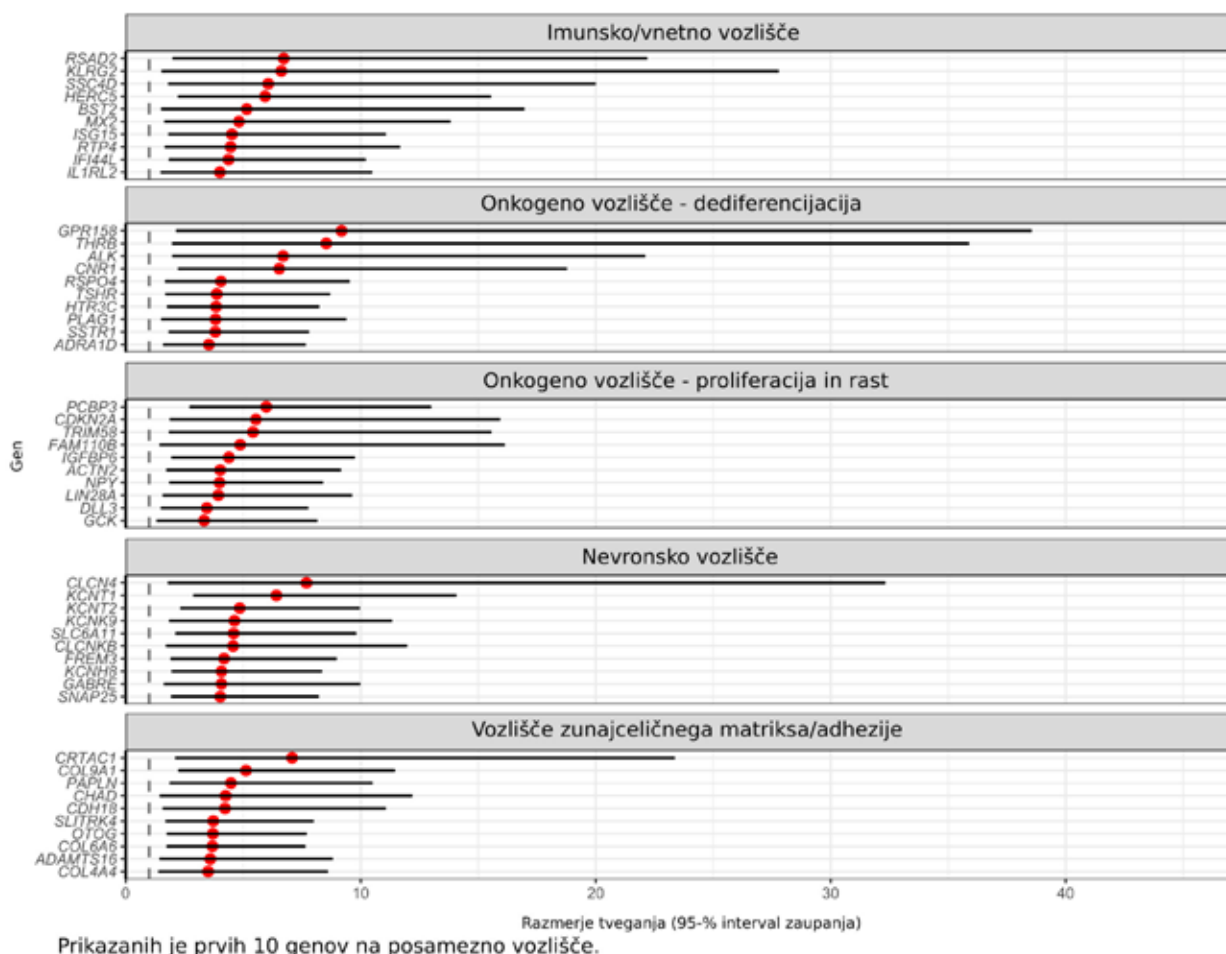 Imunsko/vnetno vozlišče
RSAD2
KLRG2
SSC4D
HERC5
BST2
MX2
ISG15
RTP4
IFI44L
IL1RL2
Onkogeno vozlišče - dediferencijacija
GPR158
THRB
ALK
CNR1
RSPO4
TSHR
HTR3C
PLAG1
SSTR1
ADRA1D
Onkogeno vozlišče - proliferacija in rast
PCBP3
CDKN2A
TRIM58
FAM110B
IGFBP6
ACTN2
NPY
LIN28A
DLL3
GCK
Gen
Nevronsko vozlišče
CLCN4
KCNT1
KCNT2
KCNK9
SLC6A11
CLCNKB
FREM3
KCNH8
GABRE
SNAP25
Vozlišče zunajceličnega matriksa/adhezije
CRTAC1
COL9A1
PAPLN
CHAD
CDH18
SLITRK4
OTOG
COL6A6
ADAMTS16
COL4A4
0 10 20 30 40
Razmerje tveganja (95-% interval zaupanja)
Prikazanih je prvih 10 genov na posamezno vozlišče.